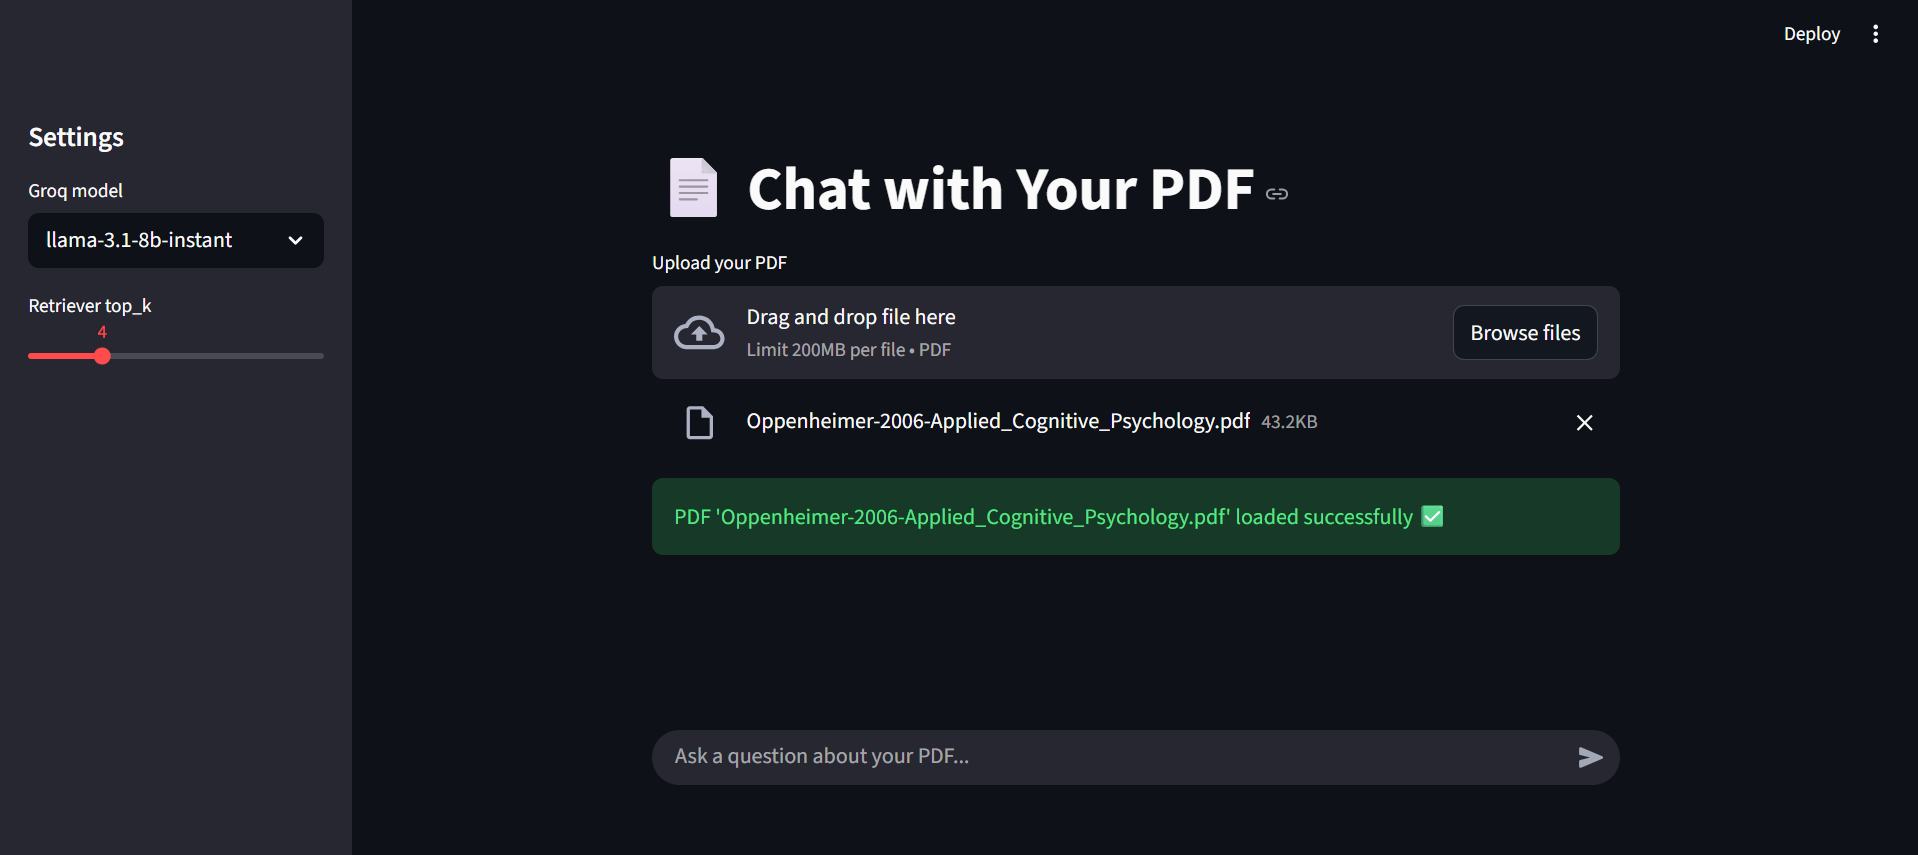 Deploy
Settings
Groq model
llama-3.1-8b-instant
Retriever top_k
4
Chat with Your PDF
Upload your PDF
Drag and drop file here
Limit 200MB per file • PDF
Browse files
Oppenheimer-2006-Applied_Cognitive_Psychology.pdf 43.2KB
PDF 'Oppenheimer-2006-Applied_Cognitive_Psychology.pdf' loaded successfully ✅
Ask a question about your PDF...